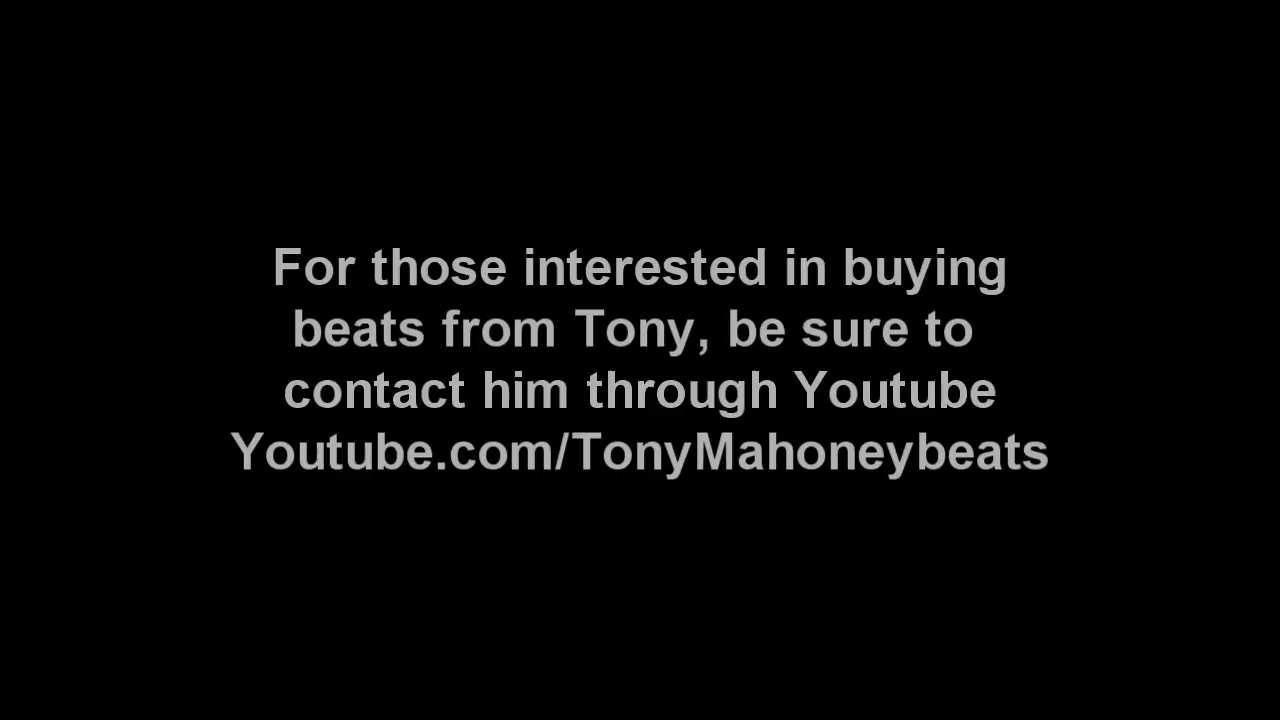 For those interested in buying
beats from Tony, be sure to
contact him through Youtube
Youtube.com/TonyMahoneybeats